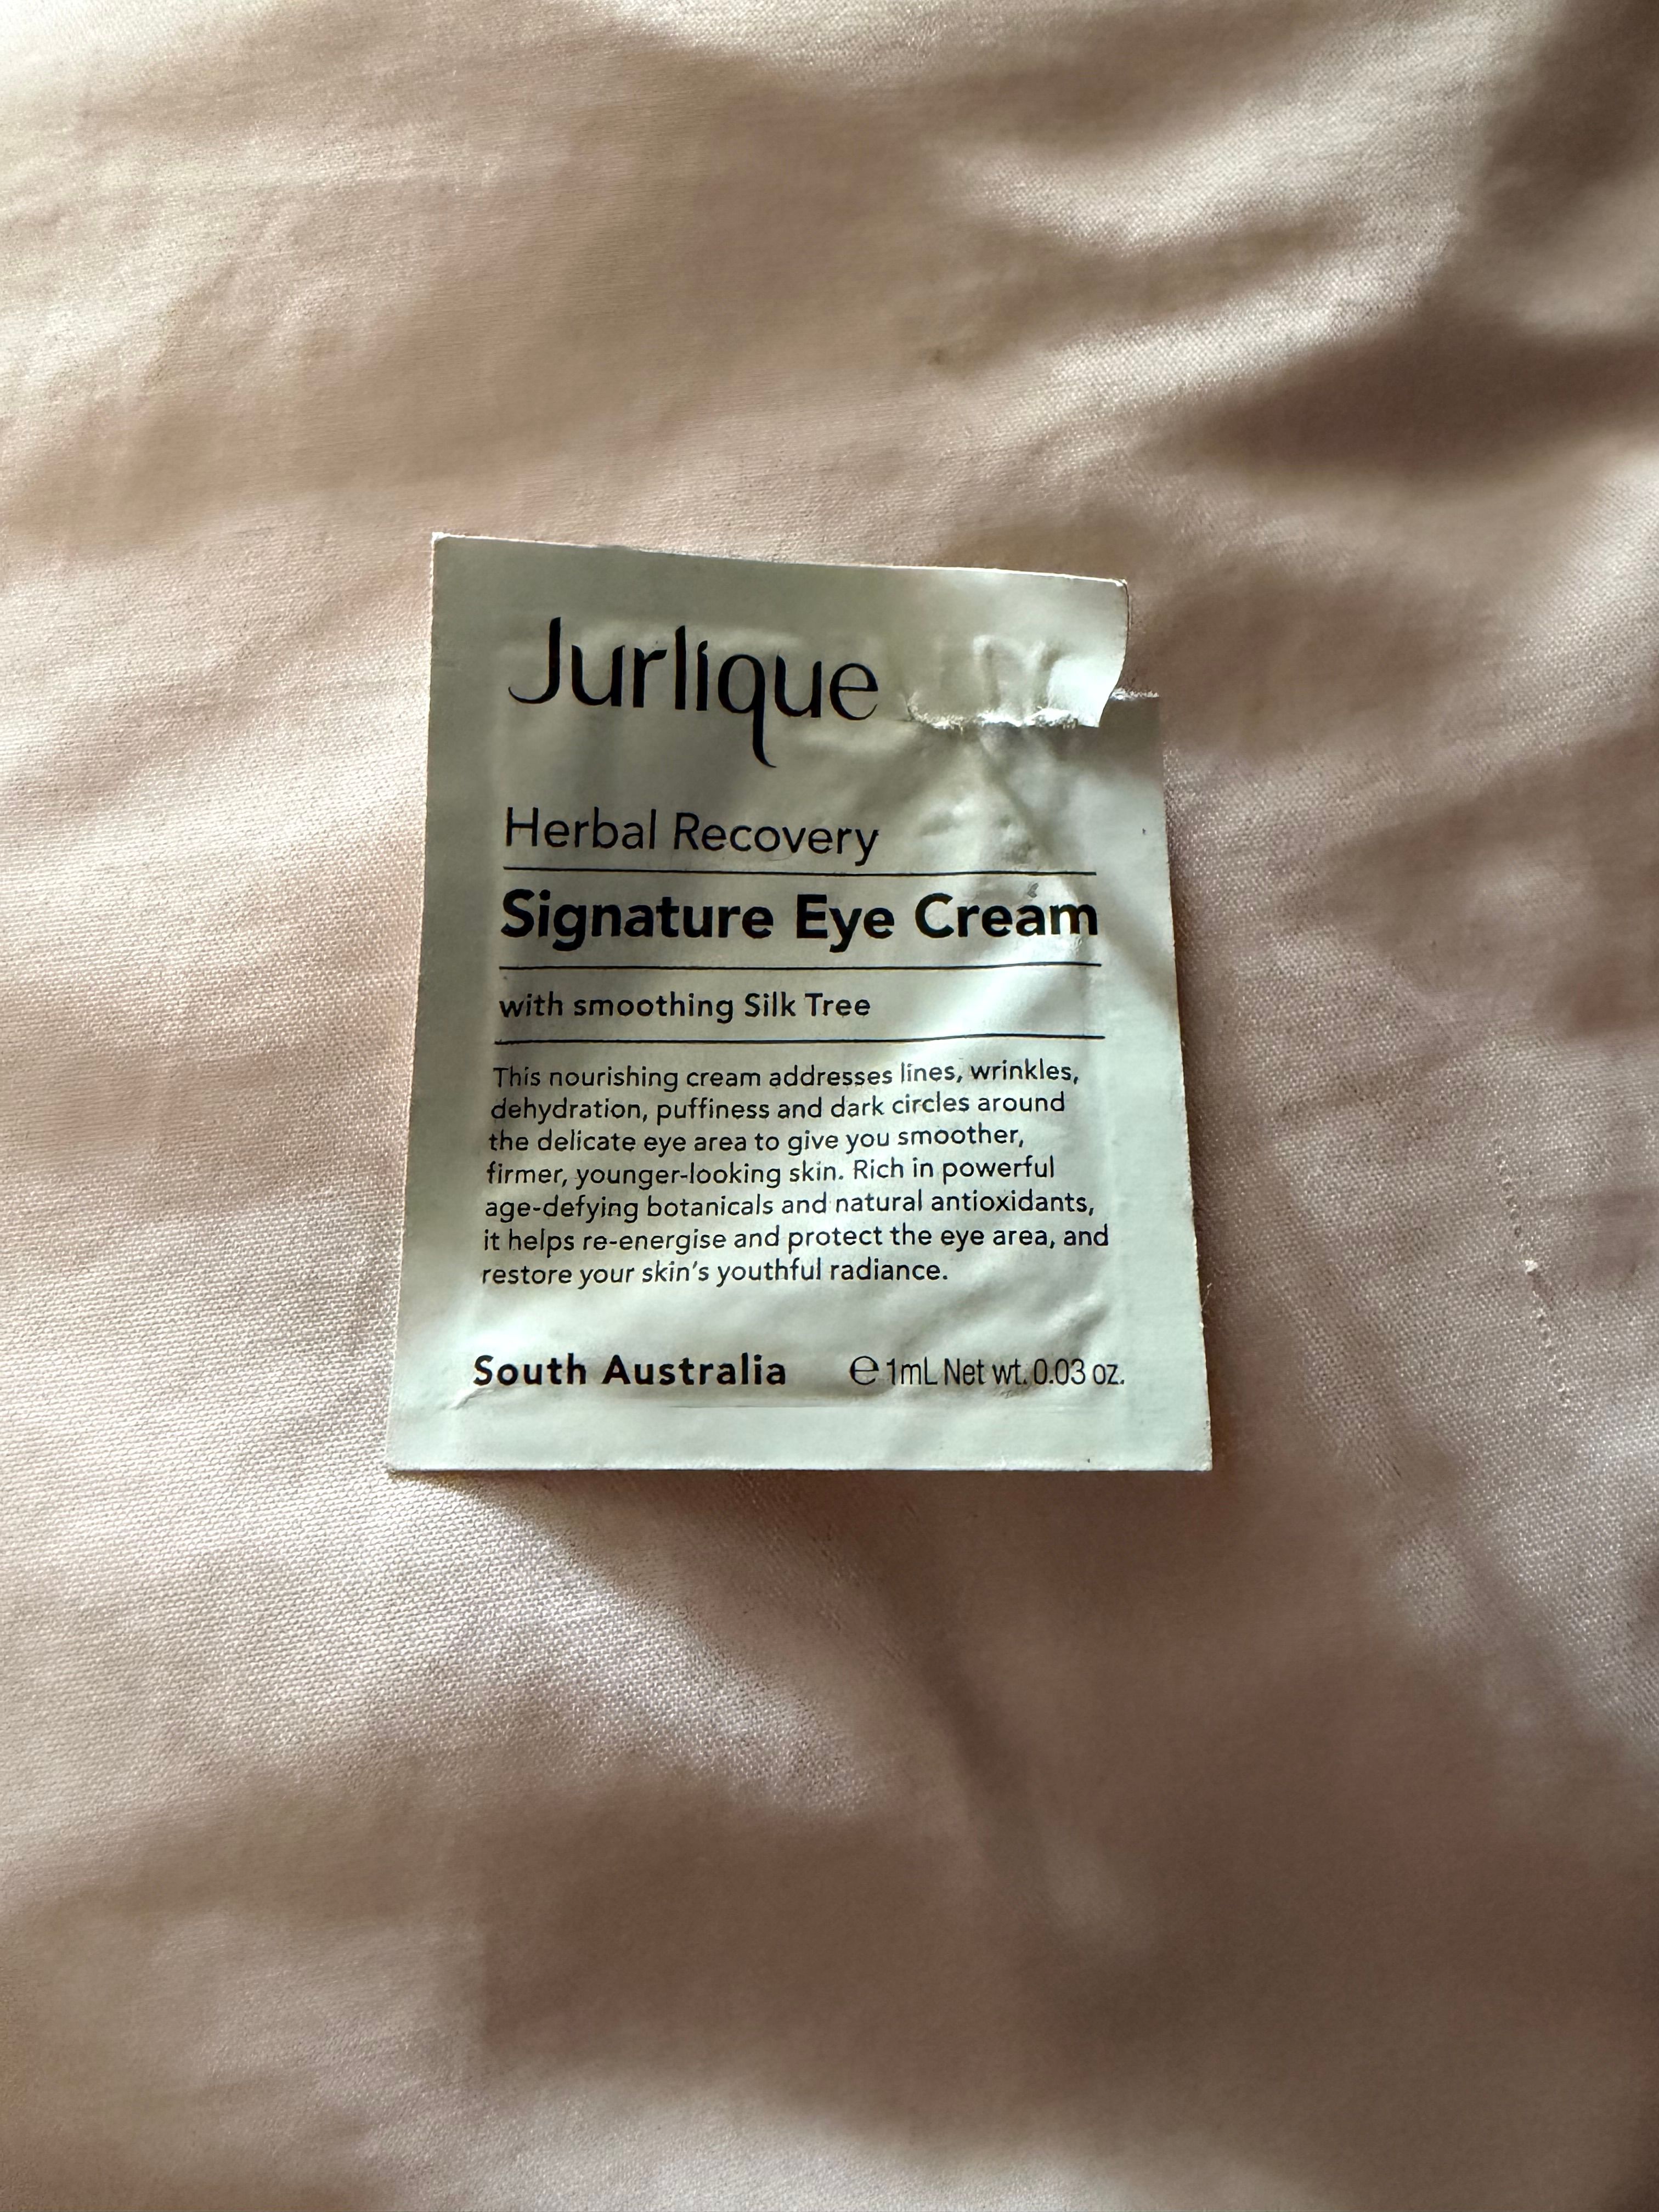 Jurlique
Herbal Recovery
Signature Eye Cream
with smoothing Silk Tree
This nourishing cream addresses lines, wrinkles,
dehydration, puffiness and dark circles around
the delicate eye area to give you smoother,
firmer, younger-looking skin. Rich in powerful
age-defying botanicals and natural antioxidants,
it helps re-energise and protect the eye area, and
restore your skin's youthful radiance.
South Australia ℮ 1mL Net wt. 0.03 oz.